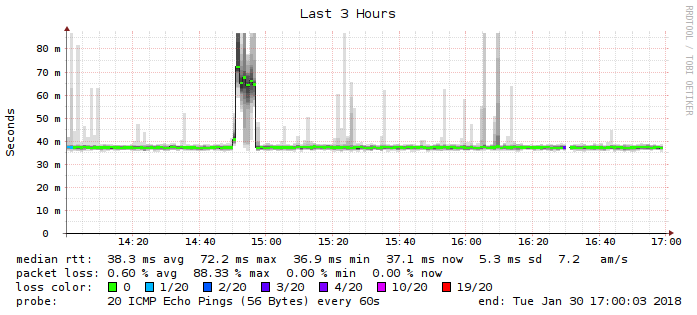 Last 3 Hours
RRDTOOL / TOBI OETIKER
Seconds
80 m
70 m
60 m
50 m
40 m
30 m
20 m
10 m
0
14:20 14:40 15:00 15:20 15:40 16:00 16:20 16:40 17:00
median rtt: 38.3 ms avg 72.2 ms max 36.9 ms min 37.1 ms now 5.3 ms sd 7.2 am/s
packet loss: 0.60 % avg 88.33 % max 0.00 % min 0.00 % now
loss color: 0 1/20 2/20 3/20 4/20 10/20 19/20
probe: 20 ICMP Echo Pings (56 Bytes) every 60s end: Tue Jan 30 17:00:03 2018